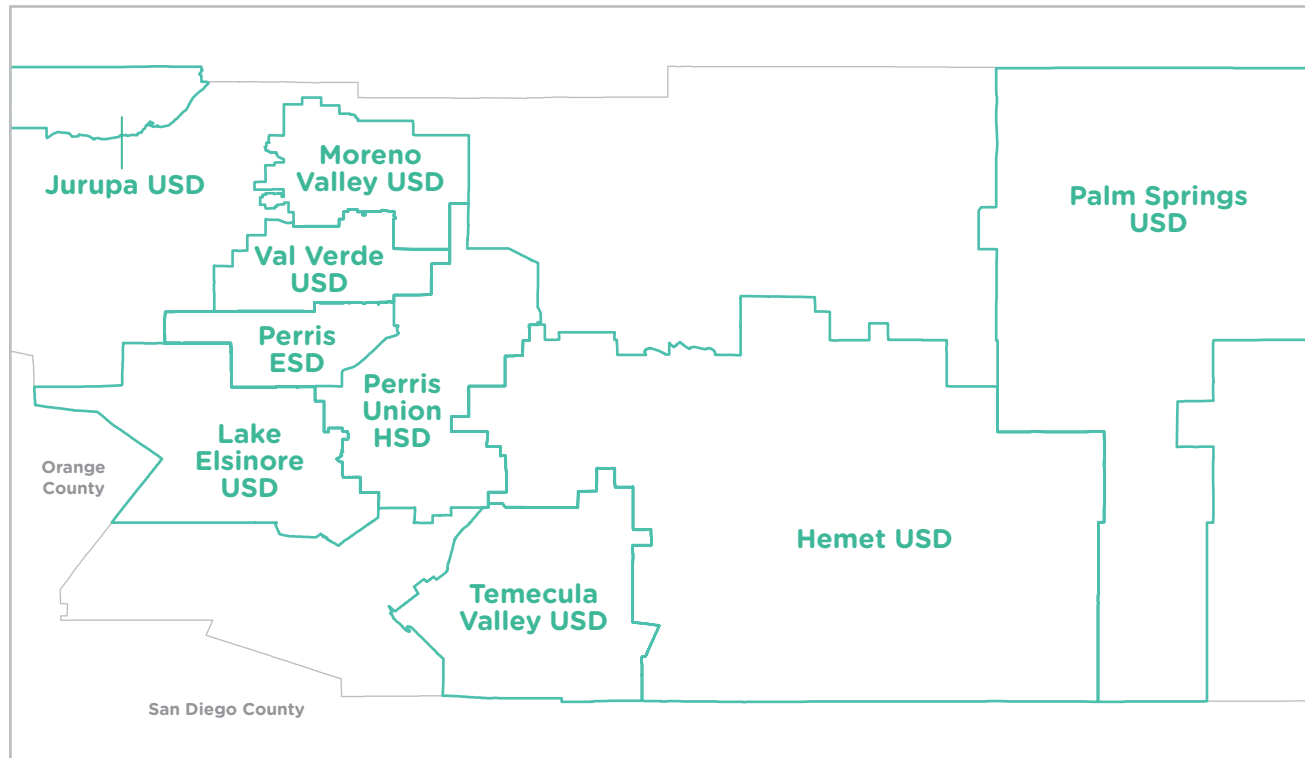 Moreno
Valley USD
Jurupa USD
Palm Springs
USD
Val Verde
USD
Perris
ESD
Perris
Union
HSD
Lake
Elsinore
USD
Orange
County
Hemet USD
Temecula
Valley USD
San Diego County